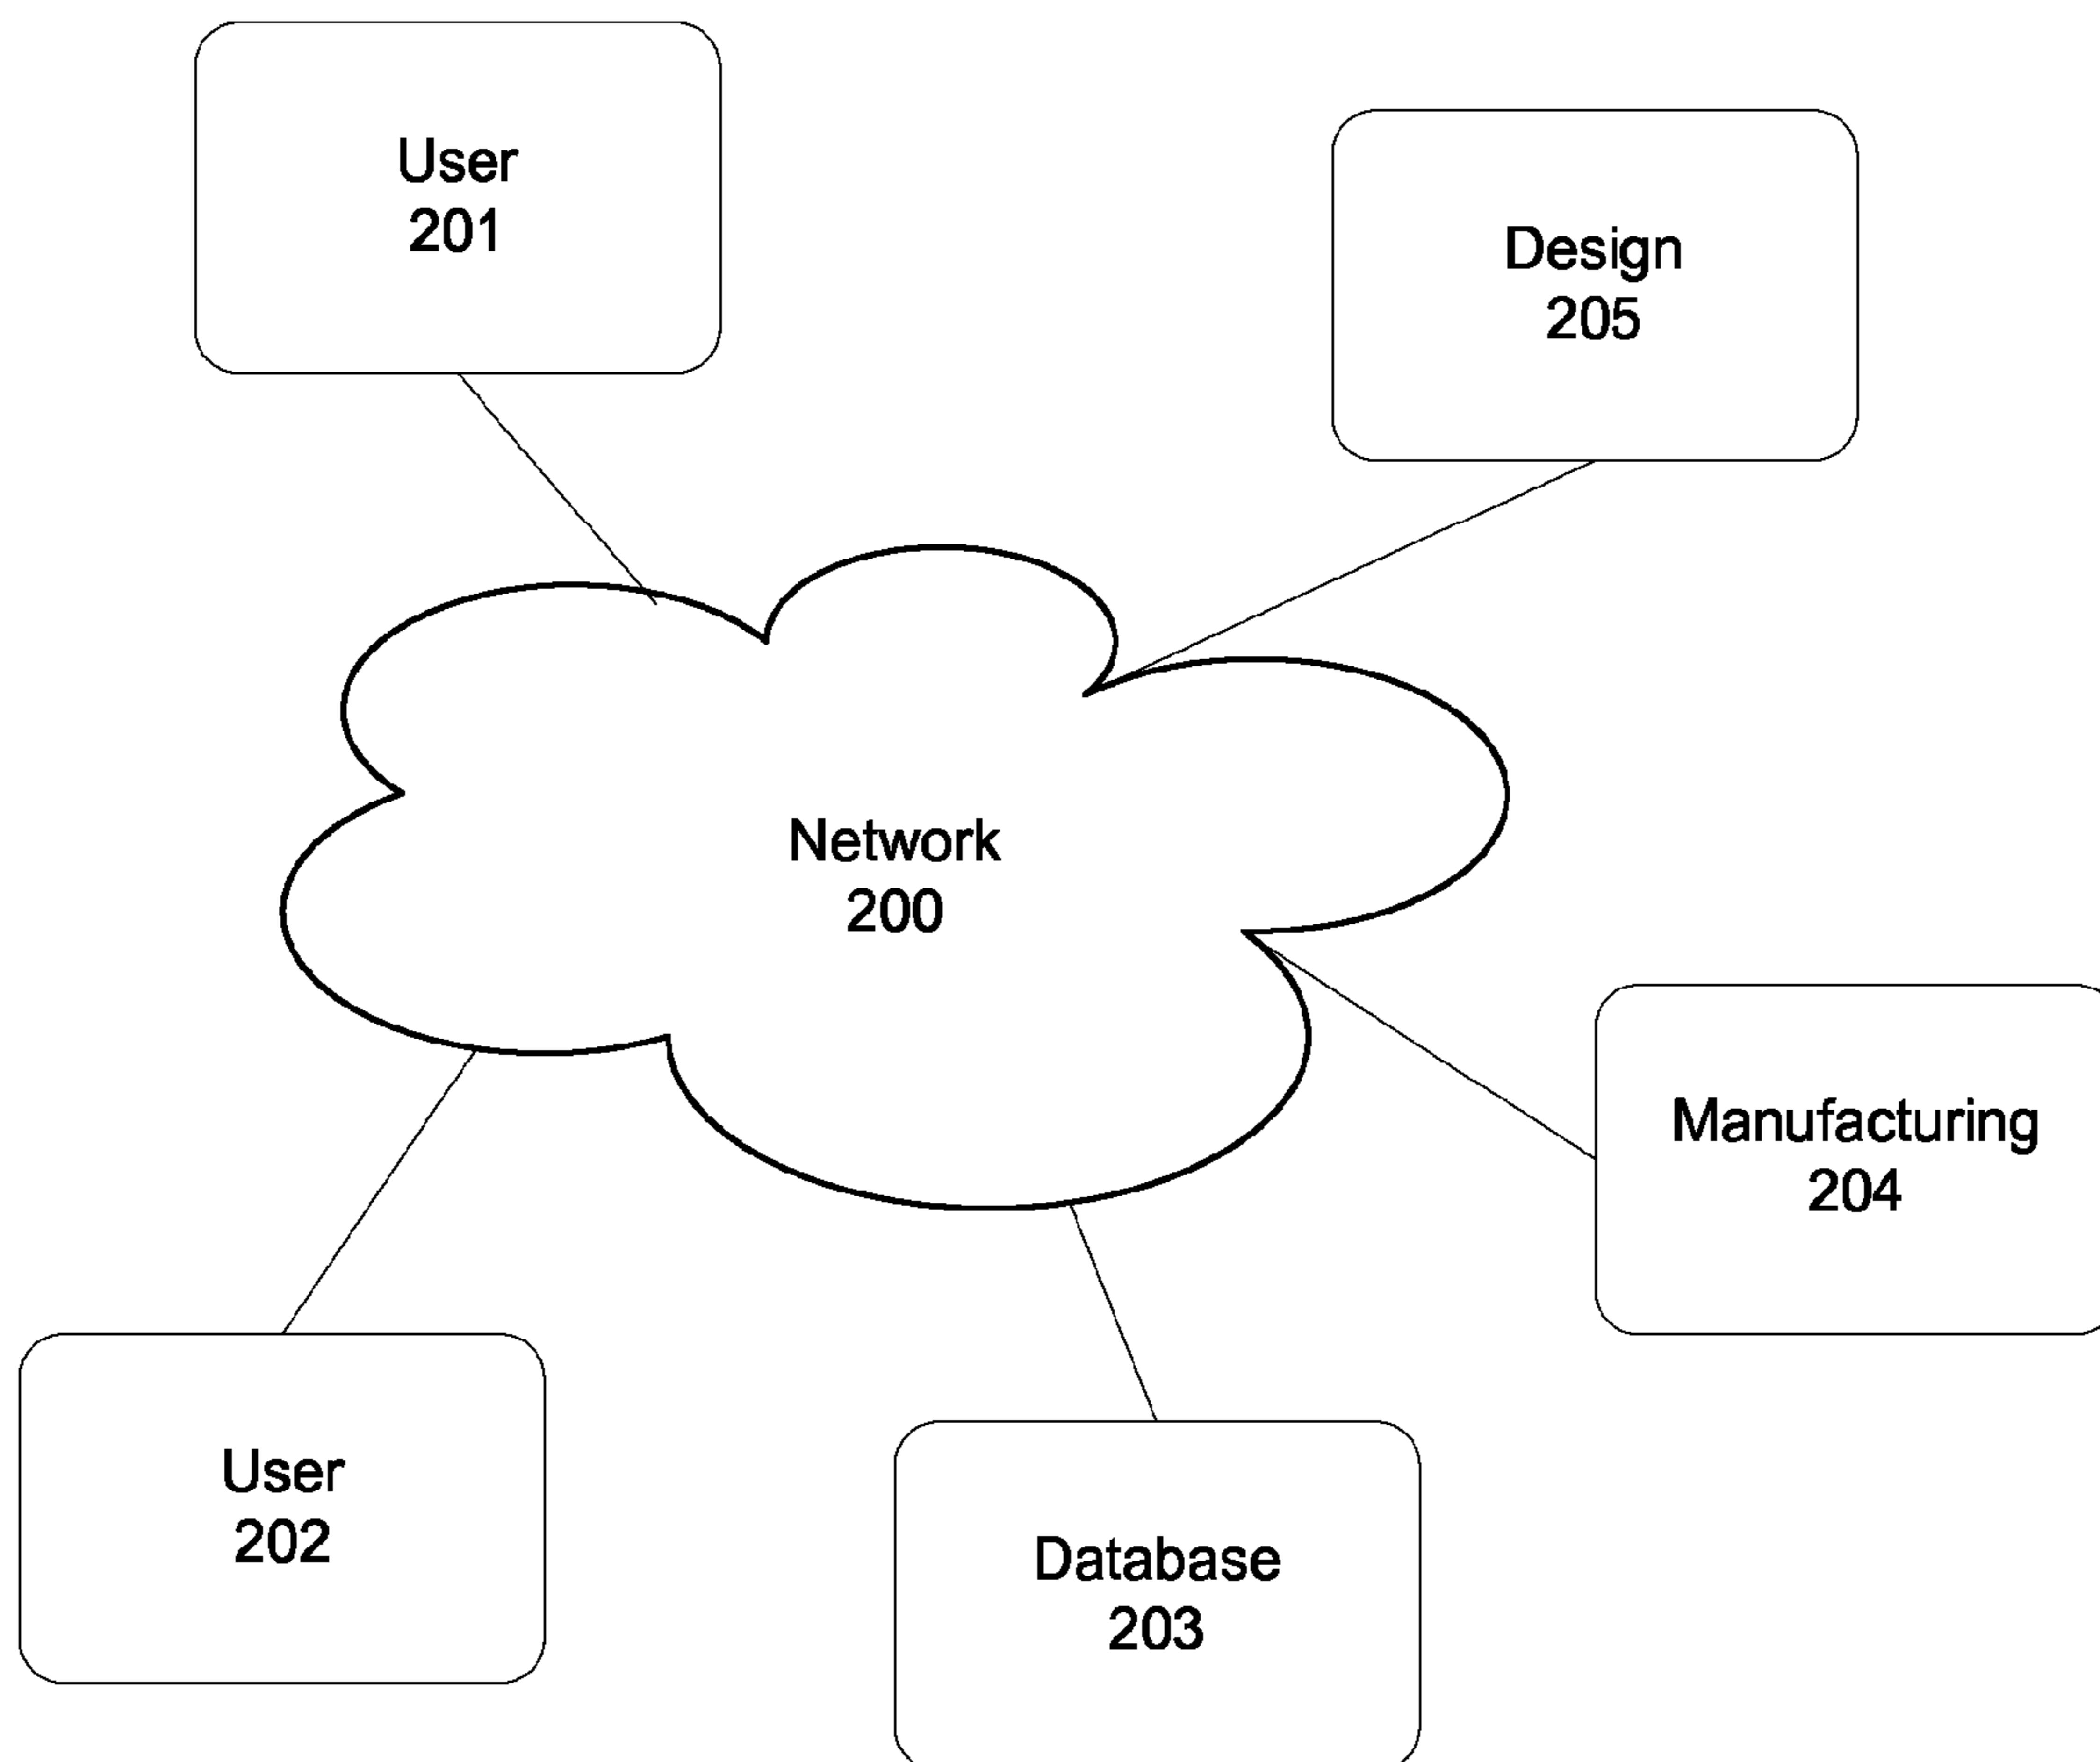 User
201
Design
205
Network
200
Manufacturing
204
User
202
Database
203